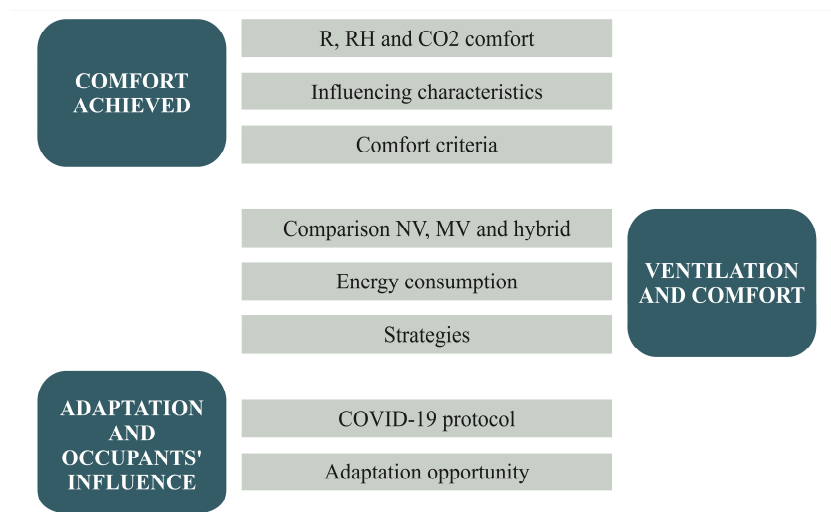 COMFORT
ACHIEVED
R, RH and CO2 comfort
Influencing characteristics
Comfort criteria
Comparison NV, MV and hybrid
Energy consumption
Strategies
VENTILATION
AND COMFORT
ADAPTATION
AND
OCCUPANTS'
INFLUENCE
COVID-19 protocol
Adaptation opportunity